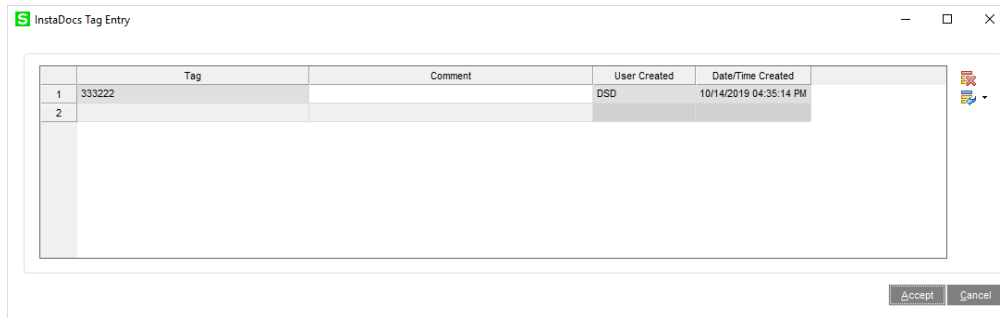 S InstaDocs Tag Entry
Tag Comment User Created Date/Time Created
1 333222 DSD 10/14/2019 04:35:14 PM
2
Accept Cancel